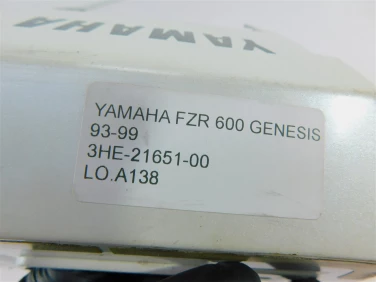 YAMAHA
YAMAHA FZR 600 GENESIS
93-99
3HE-21651-00
LO.A138